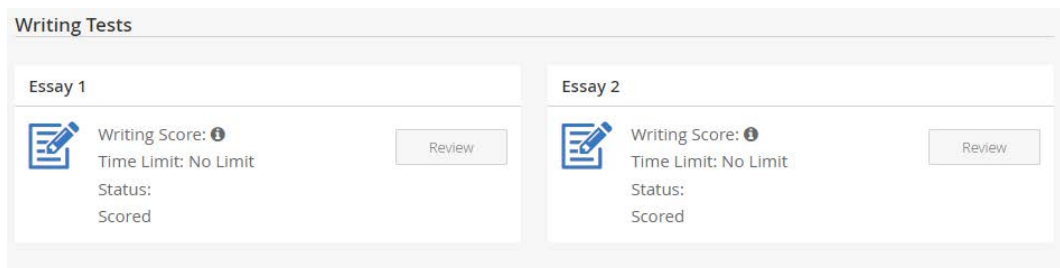 Writing Tests
Essay 1
Writing Score:
Time Limit: No Limit
Status:
Scored
Review
Essay 2
Writing Score:
Time Limit: No Limit
Status:
Scored
Review